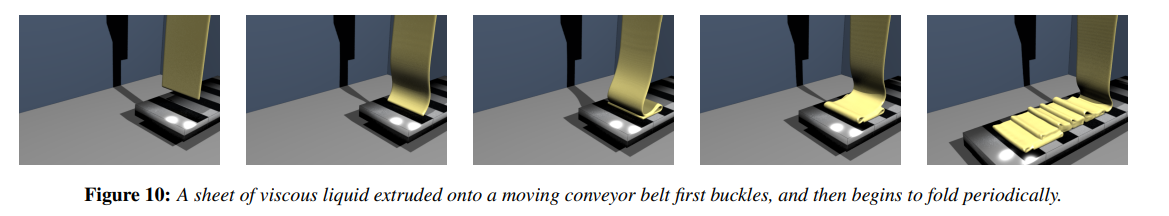 Figure 10: A sheet of viscous liquid extruded onto a moving conveyor belt first buckles, and then begins to fold periodically.